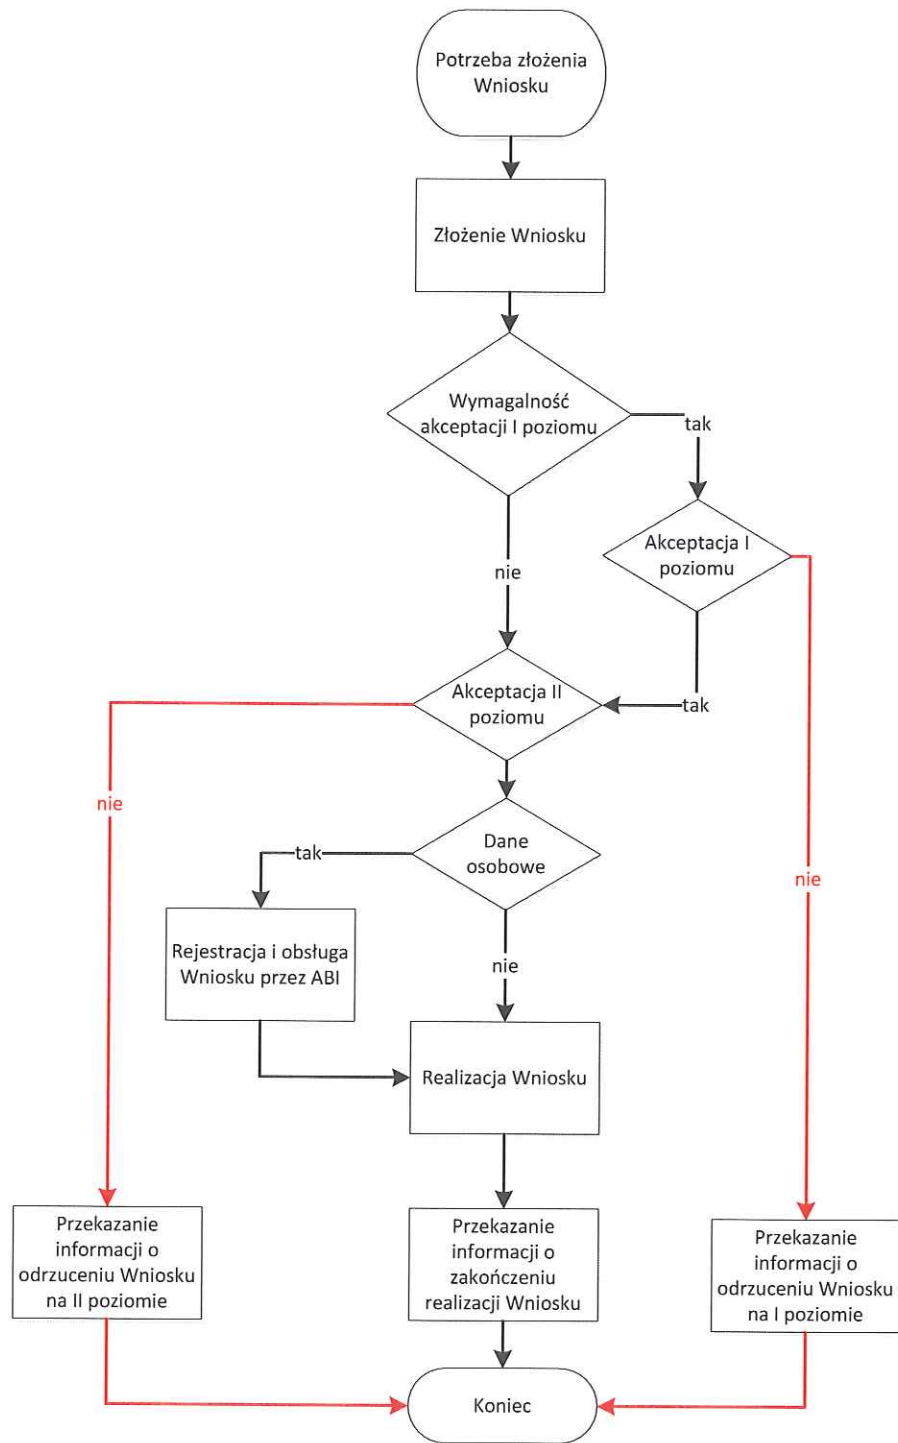 Potrzeba złożenia
Wniosku
Złożenie Wniosku
Wymagalność
akceptacji I poziomu
tak
Akceptacja I
poziomu
nie
Akceptacja II
poziomu
tak
nie
Dane
osobowe
tak
nie
Rejestracja i obsługa
Wniosku przez ABI
nie
Realizacja Wniosku
Przekazanie
informacji o
odrzuceniu Wniosku
na II poziomie
Przekazanie
informacji o
zakończeniu
realizacji Wniosku
Przekazanie
informacji o
odrzuceniu Wniosku
na I poziomie
Koniec